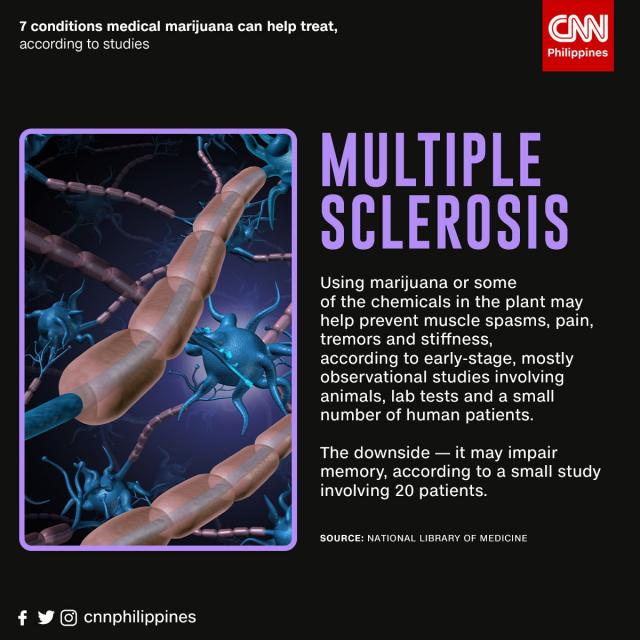 7 conditions medical marijuana can help treat,
according to studies
CNN
Philippines
MULTIPLE
SCLEROSIS
Using marijuana or some
of the chemicals in the plant may
help prevent muscle spasms, pain,
tremors and stiffness,
according to early-stage, mostly
observational studies involving
animals, lab tests and a small
number of human patients.
The downside — it may impair
memory, according to a small study
involving 20 patients.
SOURCE: NATIONAL LIBRARY OF MEDICINE
cnnphilippines